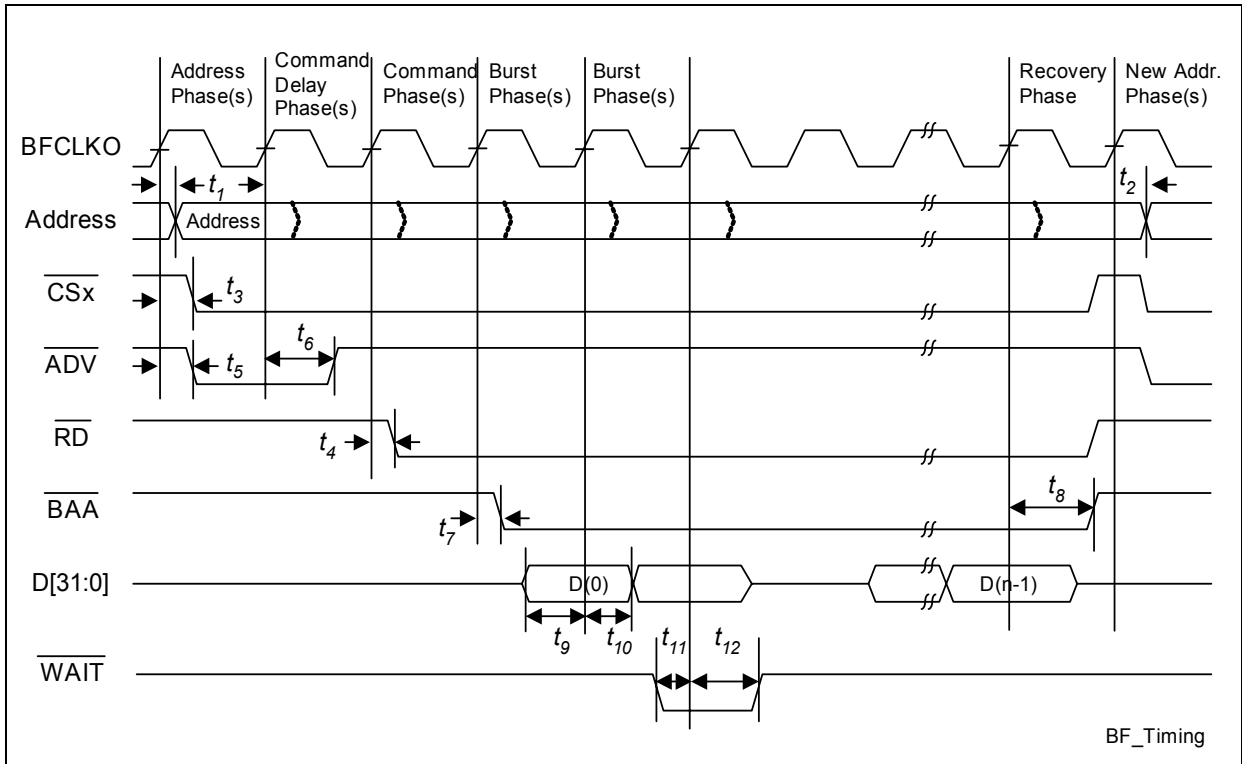 Address Phase(s)
Command Delay Phase(s)
Command Phase(s)
Burst Phase(s)
Burst Phase(s)
Recovery Phase
New Addr. Phase(s)
BFCLKO
t1
t2
Address
Address
CSx
t3
t6
ADV
t5
RD
t4
BAA
t8
t7
D[31:0]
D(0)
D(n-1)
t9
t10
t11
t12
WAIT
BF_Timing